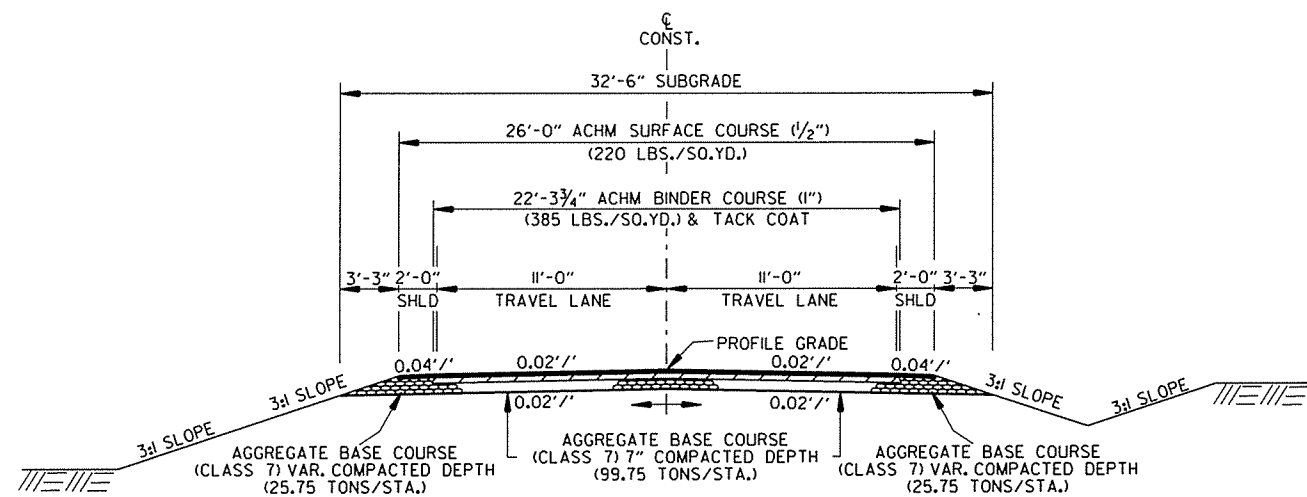 ℄
CONST.
32'-6" SUBGRADE
26'-0" ACHM SURFACE COURSE (1/2")
(220 LBS./SQ.YD.)
22'-3¾" ACHM BINDER COURSE (1")
(385 LBS./SQ.YD.) & TACK COAT
3'-3" 2'-0" 11'-0" 11'-0" 2'-0" 3'-3"
SHLD TRAVEL LANE TRAVEL LANE SHLD
PROFILE GRADE
0.04'/' 0.02'/' 0.02'/' 0.04'/'
3:1 SLOPE 3:1 SLOPE
0.02'/' 0.02'/'
3:1 SLOPE 3:1 SLOPE
AGGREGATE BASE COURSE
(CLASS 7) VAR. COMPACTED DEPTH
(25.75 TONS/STA.)
AGGREGATE BASE COURSE
(CLASS 7) 7" COMPACTED DEPTH
(99.75 TONS/STA.)
AGGREGATE BASE COURSE
(CLASS 7) VAR. COMPACTED DEPTH
(25.75 TONS/STA.)